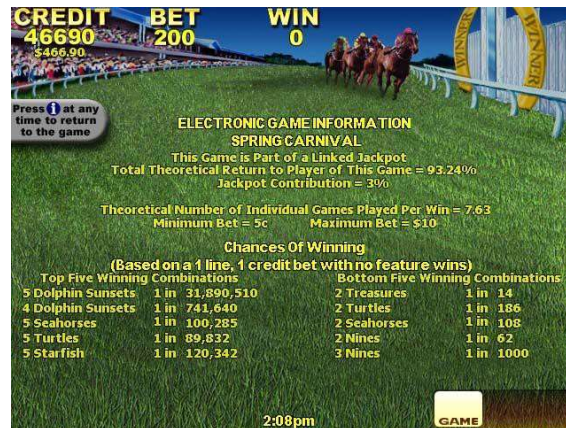 CREDIT BET WIN
46690 200 0
$466.90
WINNER WINNER
Press i at any
time to return
to the game
ELECTRONIC GAME INFORMATION
SPRING CARNIVAL
This Game is Part of a Linked Jackpot
Total Theoretical Return to Player of This Game = 93.24%
Jackpot Contribution = 3%
Theoretical Number of Individual Games Played Per Win = 7.63
Minimum Bet = 5c Maximum Bet = $10
Chances Of Winning
(Based on a 1 line, 1 credit bet with no feature wins)
Top Five Winning Combinations Bottom Five Winning Combinations
5 Dolphin Sunsets 1 in 31,890,510 2 Treasures 1 in 14
4 Dolphin Sunsets 1 in 741,640 2 Turtles 1 in 186
5 Seahorses 1 in 100,285 2 Seahorses 1 in 108
5 Turtles 1 in 89,832 2 Nines 1 in 62
5 Starfish 1 in 120,342 3 Nines 1 in 1000
2:08pm GAME